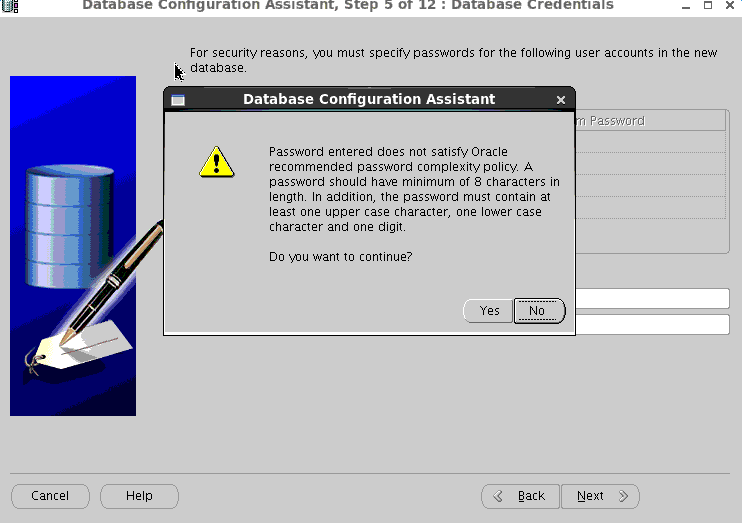 Database Configuration Assistant, Step 5 of 12 : Database Credentials
For security reasons, you must specify passwords for the following user accounts in the new
database.
Database Configuration Assistant
m Password
Password entered does not satisfy Oracle
recommended password complexity policy. A
password should have minimum of 8 characters in
length. In addition, the password must contain at
least one upper case character, one lower case
character and one digit.
Do you want to continue?
Yes No
Cancel Help Back Next